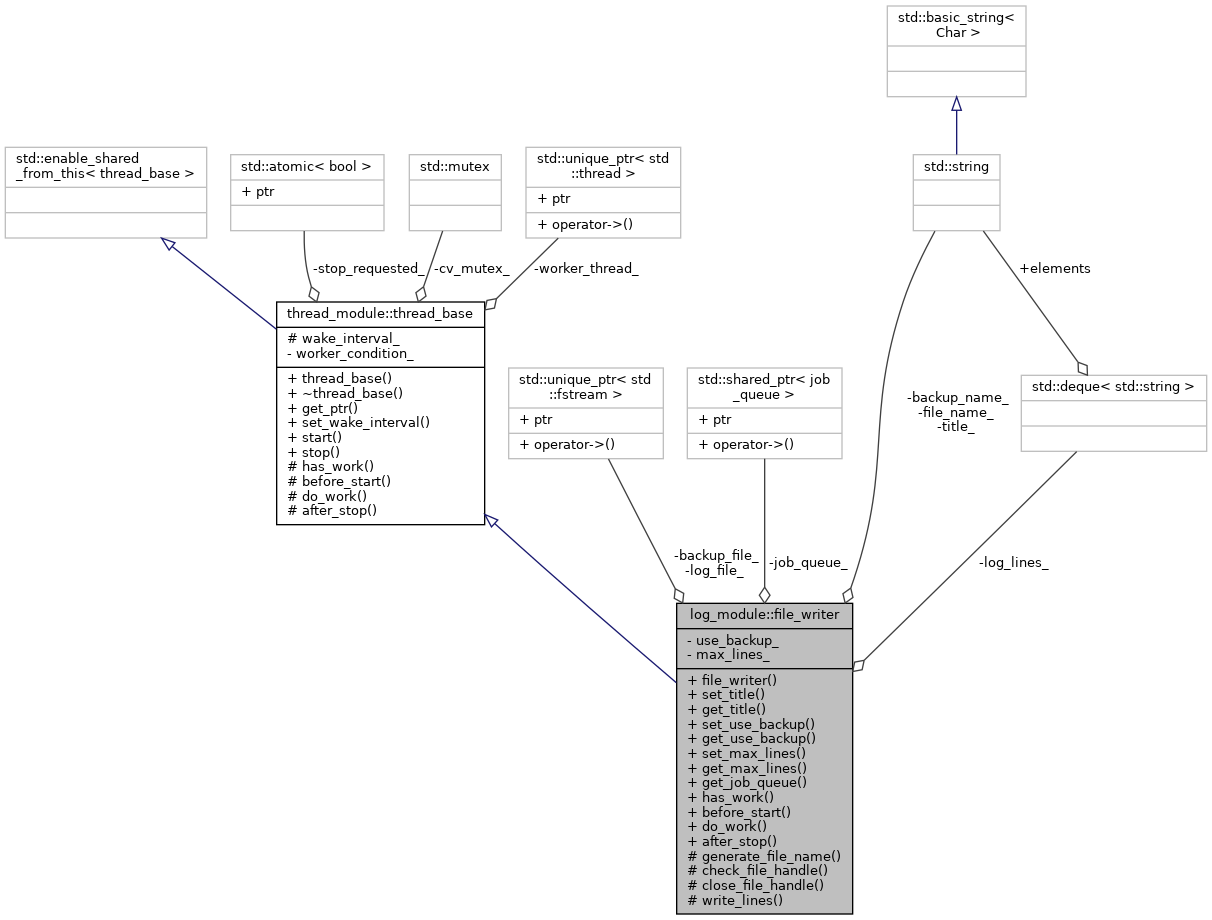 std::basic_string<
Char >
std::enable_shared
_from_this< thread_base >
std::atomic< bool >
+ ptr
std::mutex
std::unique_ptr< std
::thread >
+ ptr
+ operator->()
std::string
-stop_requested_
-cv_mutex_
-worker_thread_
+elements
thread_module::thread_base
# wake_interval_
- worker_condition_
+ thread_base()
+ ~thread_base()
+ get_ptr()
+ set_wake_interval()
+ start()
+ stop()
# has_work()
# before_start()
# do_work()
# after_stop()
std::unique_ptr< std
::fstream >
+ ptr
+ operator->()
std::shared_ptr< job
_queue >
+ ptr
+ operator->()
-backup_name_
-file_name_
-title_
std::deque< std::string >
-backup_file_
-log_file_
-job_queue_
-log_lines_
log_module::file_writer
- use_backup_
- max_lines_
+ file_writer()
+ set_title()
+ get_title()
+ set_use_backup()
+ get_use_backup()
+ set_max_lines()
+ get_max_lines()
+ get_job_queue()
+ has_work()
+ before_start()
+ do_work()
+ after_stop()
# generate_file_name()
# check_file_handle()
# close_file_handle()
# write_lines()